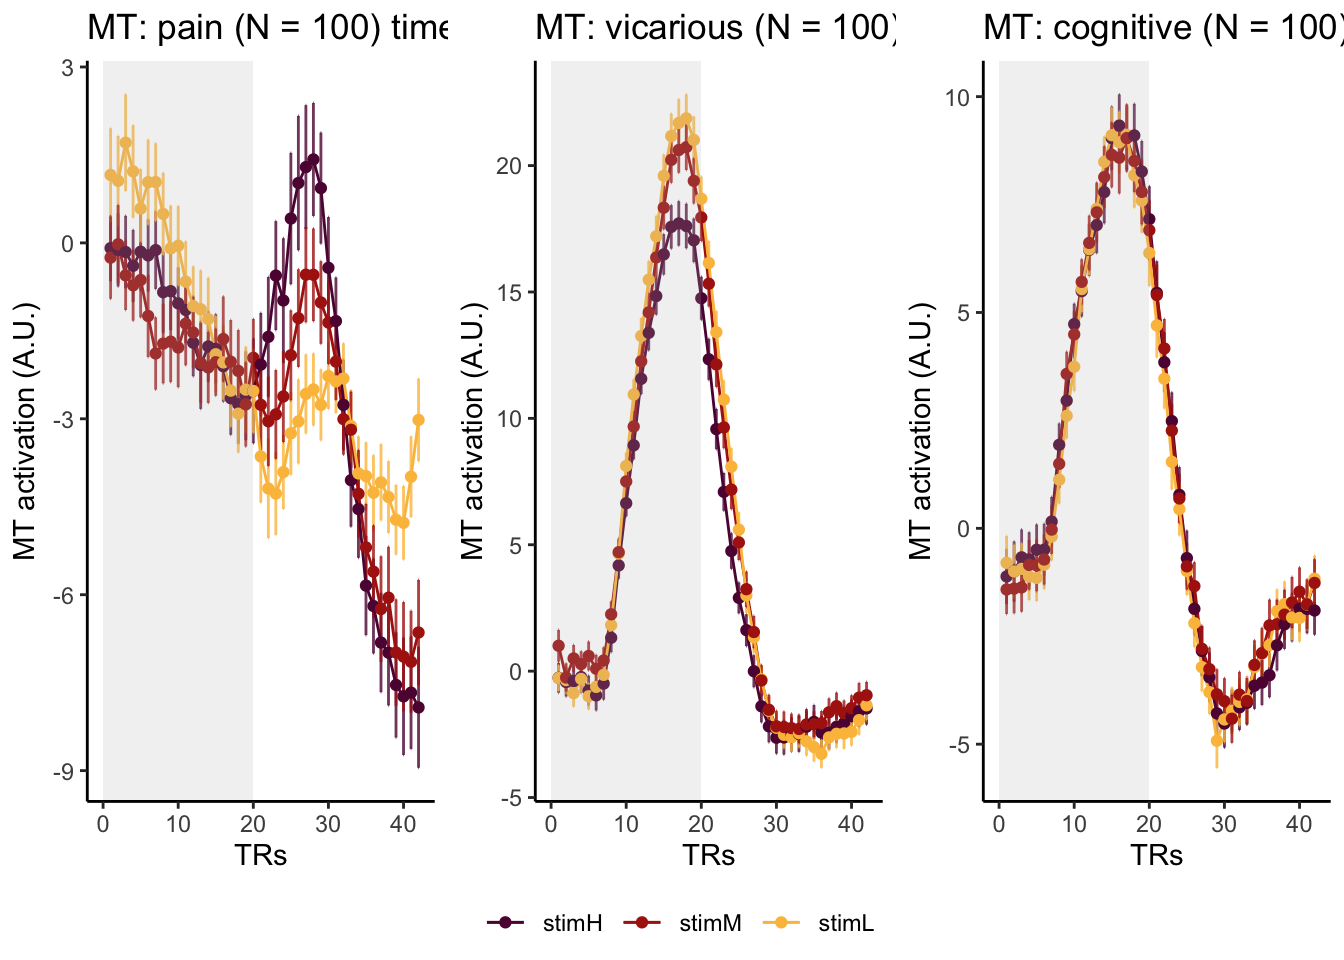 MT: pain (N = 100) time
MT: vicarious (N = 100)
MT: cognitive (N = 100)
MT activation (A.U.)
3
0
-3
-6
-9
0 10 20 30 40
TRs
MT activation (A.U.)
20
15
10
5
0
-5
0 10 20 30 40
TRs
MT activation (A.U.)
10
5
0
-5
0 10 20 30 40
TRs
stimH stimM stimL